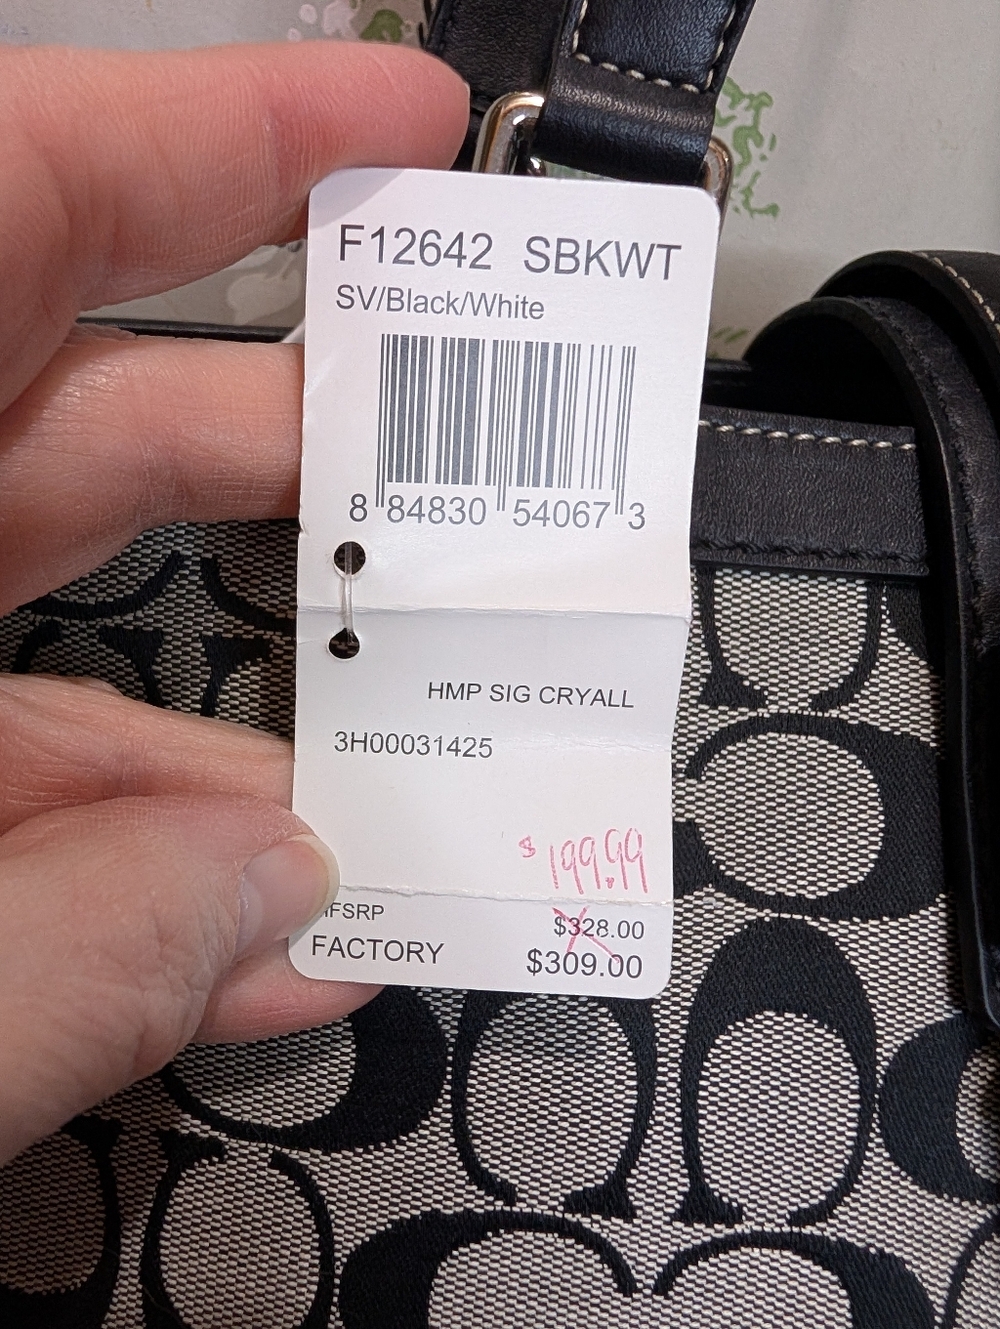 F12642 SBKWT
SV/Black/White
8 84830 54067 3
HMP SIG CRYALL
3H00031425
$199.99
MFSRP $328.00
FACTORY $309.00